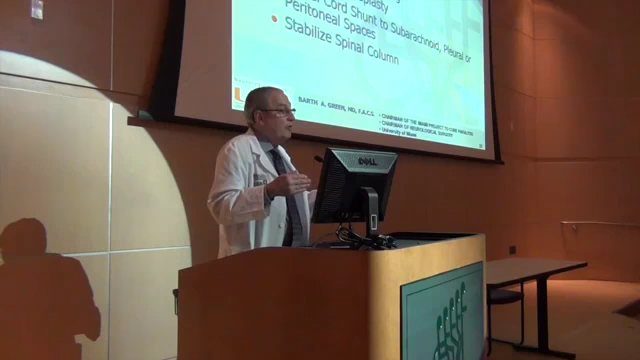 Cord Shunt to Subarachnoid, Pleural or
Peritoneal Spaces
Stabilize Spinal Column
BARTH A. GREEN, MD, F.A.C.S.
• CHAIRMAN OF THE MIAMI PROJECT TO CURE PARALYSIS
• CHAIRMAN OF NEUROLOGICAL SURGERY
• University of Miami
DELL